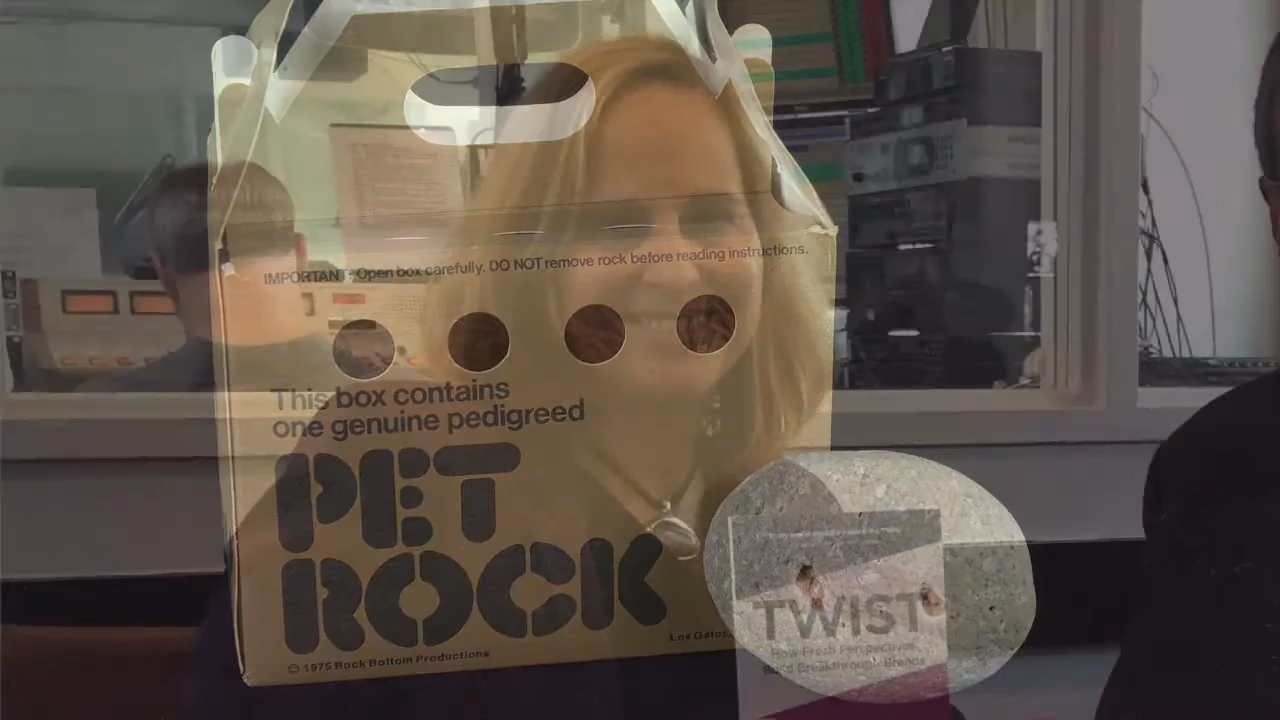 IMPORTANT: Open box carefully. DO NOT remove rock before reading instructions.
This box contains
one genuine pedigreed
PET
ROCK
Los Gatos,
© 1975 Rock Bottom Productions
TWIST
How Fresh Perspectives
Build Breakthrough Brands